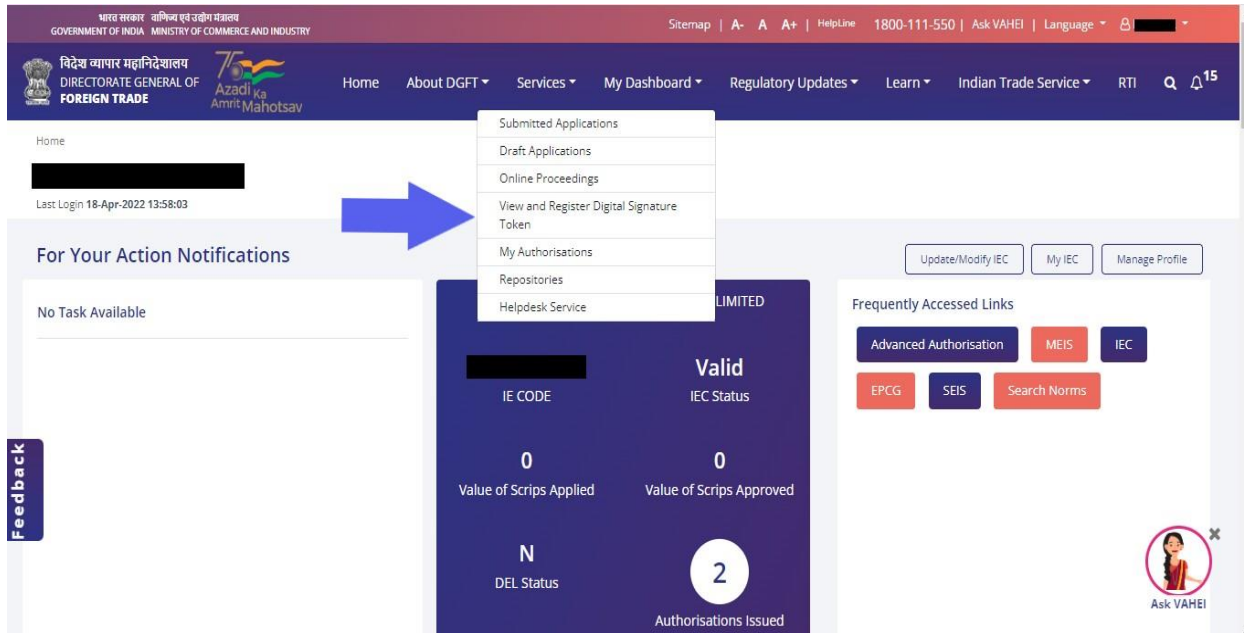 भारत सरकार वाणिज्य एवं उद्योग मंत्रालय
GOVERNMENT OF INDIA MINISTRY OF COMMERCE AND INDUSTRY
Sitemap | A- A A+ | HelpLine 1800-111-550 | Ask VAHEI | Language
विदेश व्यापार महानिदेशालय
DIRECTORATE GENERAL OF
FOREIGN TRADE
75
Azadi Ka
Amrit Mahotsav
Home About DGFT Services My Dashboard Regulatory Updates Learn Indian Trade Service RTI 15
Home
Last Login 18-Apr-2022 13:58:03
Submitted Applications
Draft Applications
Online Proceedings
View and Register Digital Signature
Token
My Authorisations
Repositories
Helpdesk Service
For Your Action Notifications
Update/Modify IEC My IEC Manage Profile
No Task Available
LIMITED
IE CODE
Valid
IEC Status
0
Value of Scrips Applied
0
Value of Scrips Approved
N
DEL Status
2
Authorisations Issued
Frequently Accessed Links
Advanced Authorisation MEIS IEC
EPCG SEIS Search Norms
Feedback
Ask VAHEI